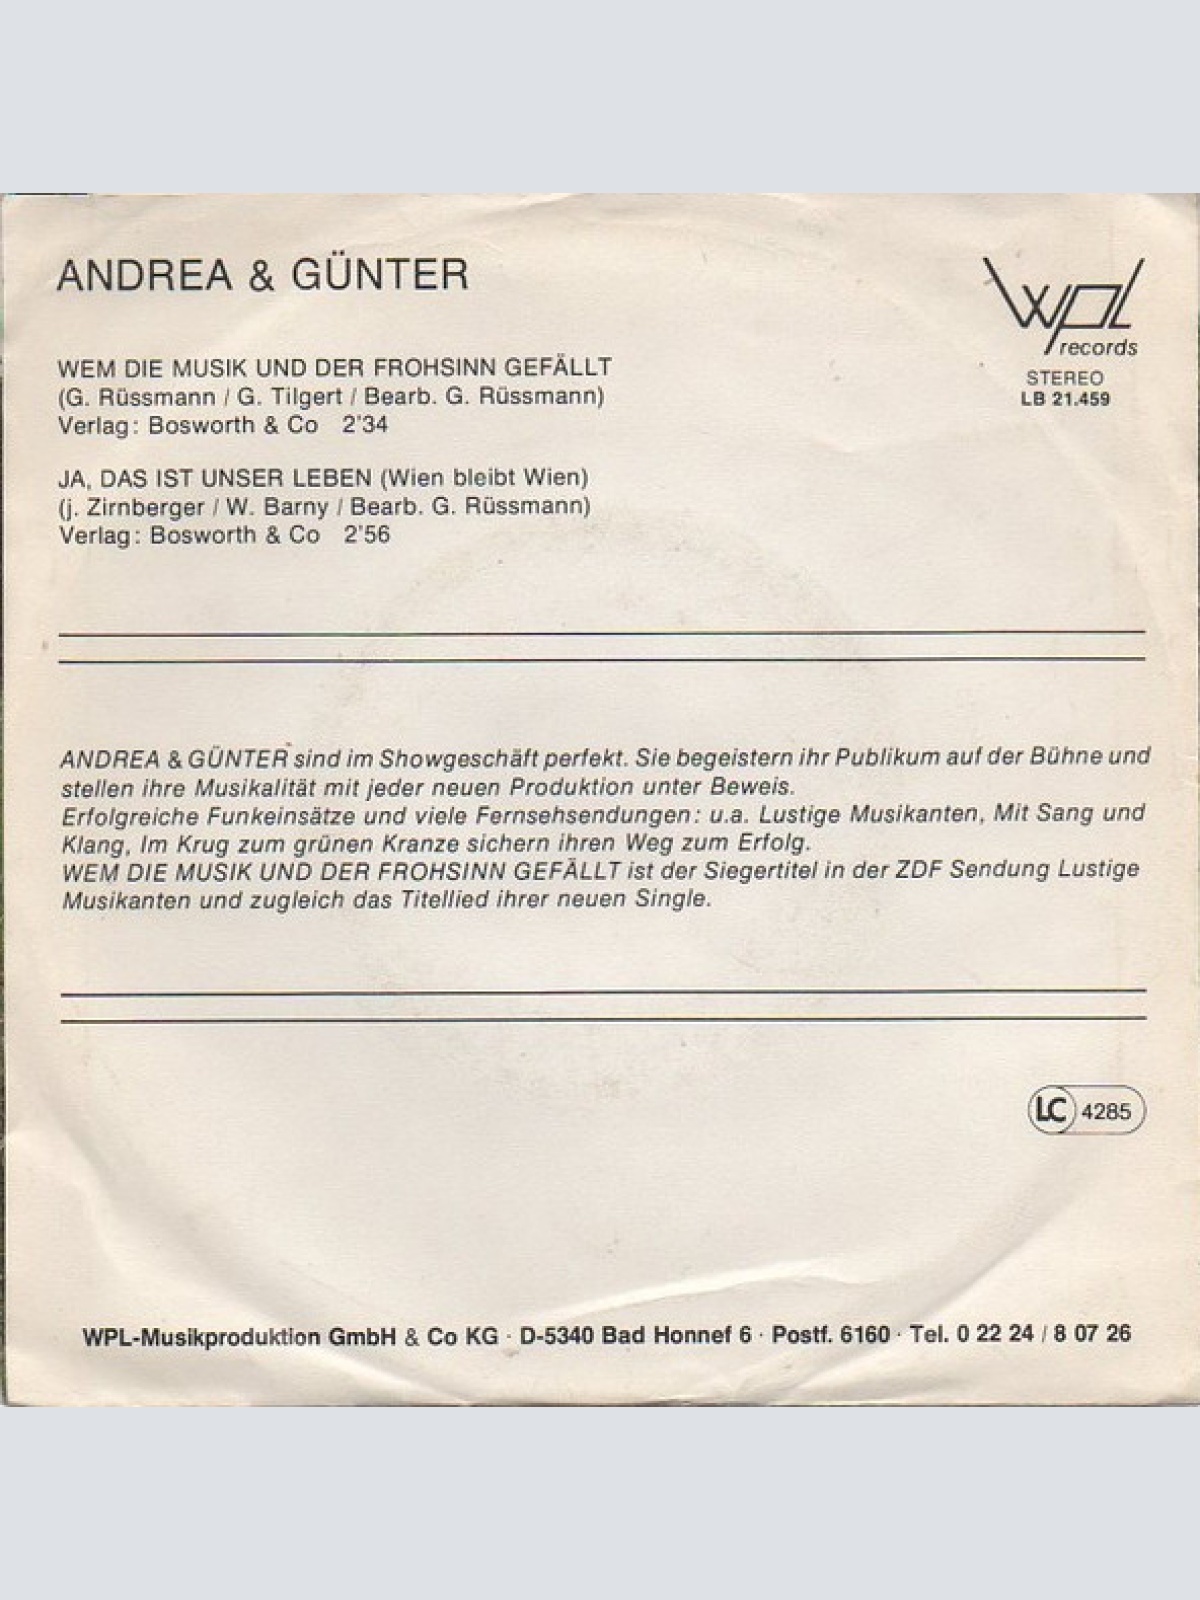 ANDREA & GÜNTER
wpl
records
STEREO
LB 21.459
WEM DIE MUSIK UND DER FROHSINN GEFÄLLT
(G. Rüssmann / G. Tilgert / Bearb. G. Rüssmann)
Verlag: Bosworth & Co 2'34
JA, DAS IST UNSER LEBEN (Wien bleibt Wien)
(j. Zirnberger / W. Barny / Bearb. G. Rüssmann)
Verlag: Bosworth & Co 2'56
ANDREA & GÜNTER sind im Showgeschäft perfekt. Sie begeistern ihr Publikum auf der Bühne und
stellen ihre Musikalität mit jeder neuen Produktion unter Beweis.
Erfolgreiche Funkeinsätze und viele Fernsehsendungen: u.a. Lustige Musikanten, Mit Sang und
Klang, Im Krug zum grünen Kranze sichern ihren Weg zum Erfolg.
WEM DIE MUSIK UND DER FROHSINN GEFÄLLT ist der Siegertitel in der ZDF Sendung Lustige
Musikanten und zugleich das Titellied ihrer neuen Single.
LC 4285
WPL-Musikproduktion GmbH & Co KG · D-5340 Bad Honnef 6 · Postf. 6160 · Tel. 0 22 24 / 8 07 26